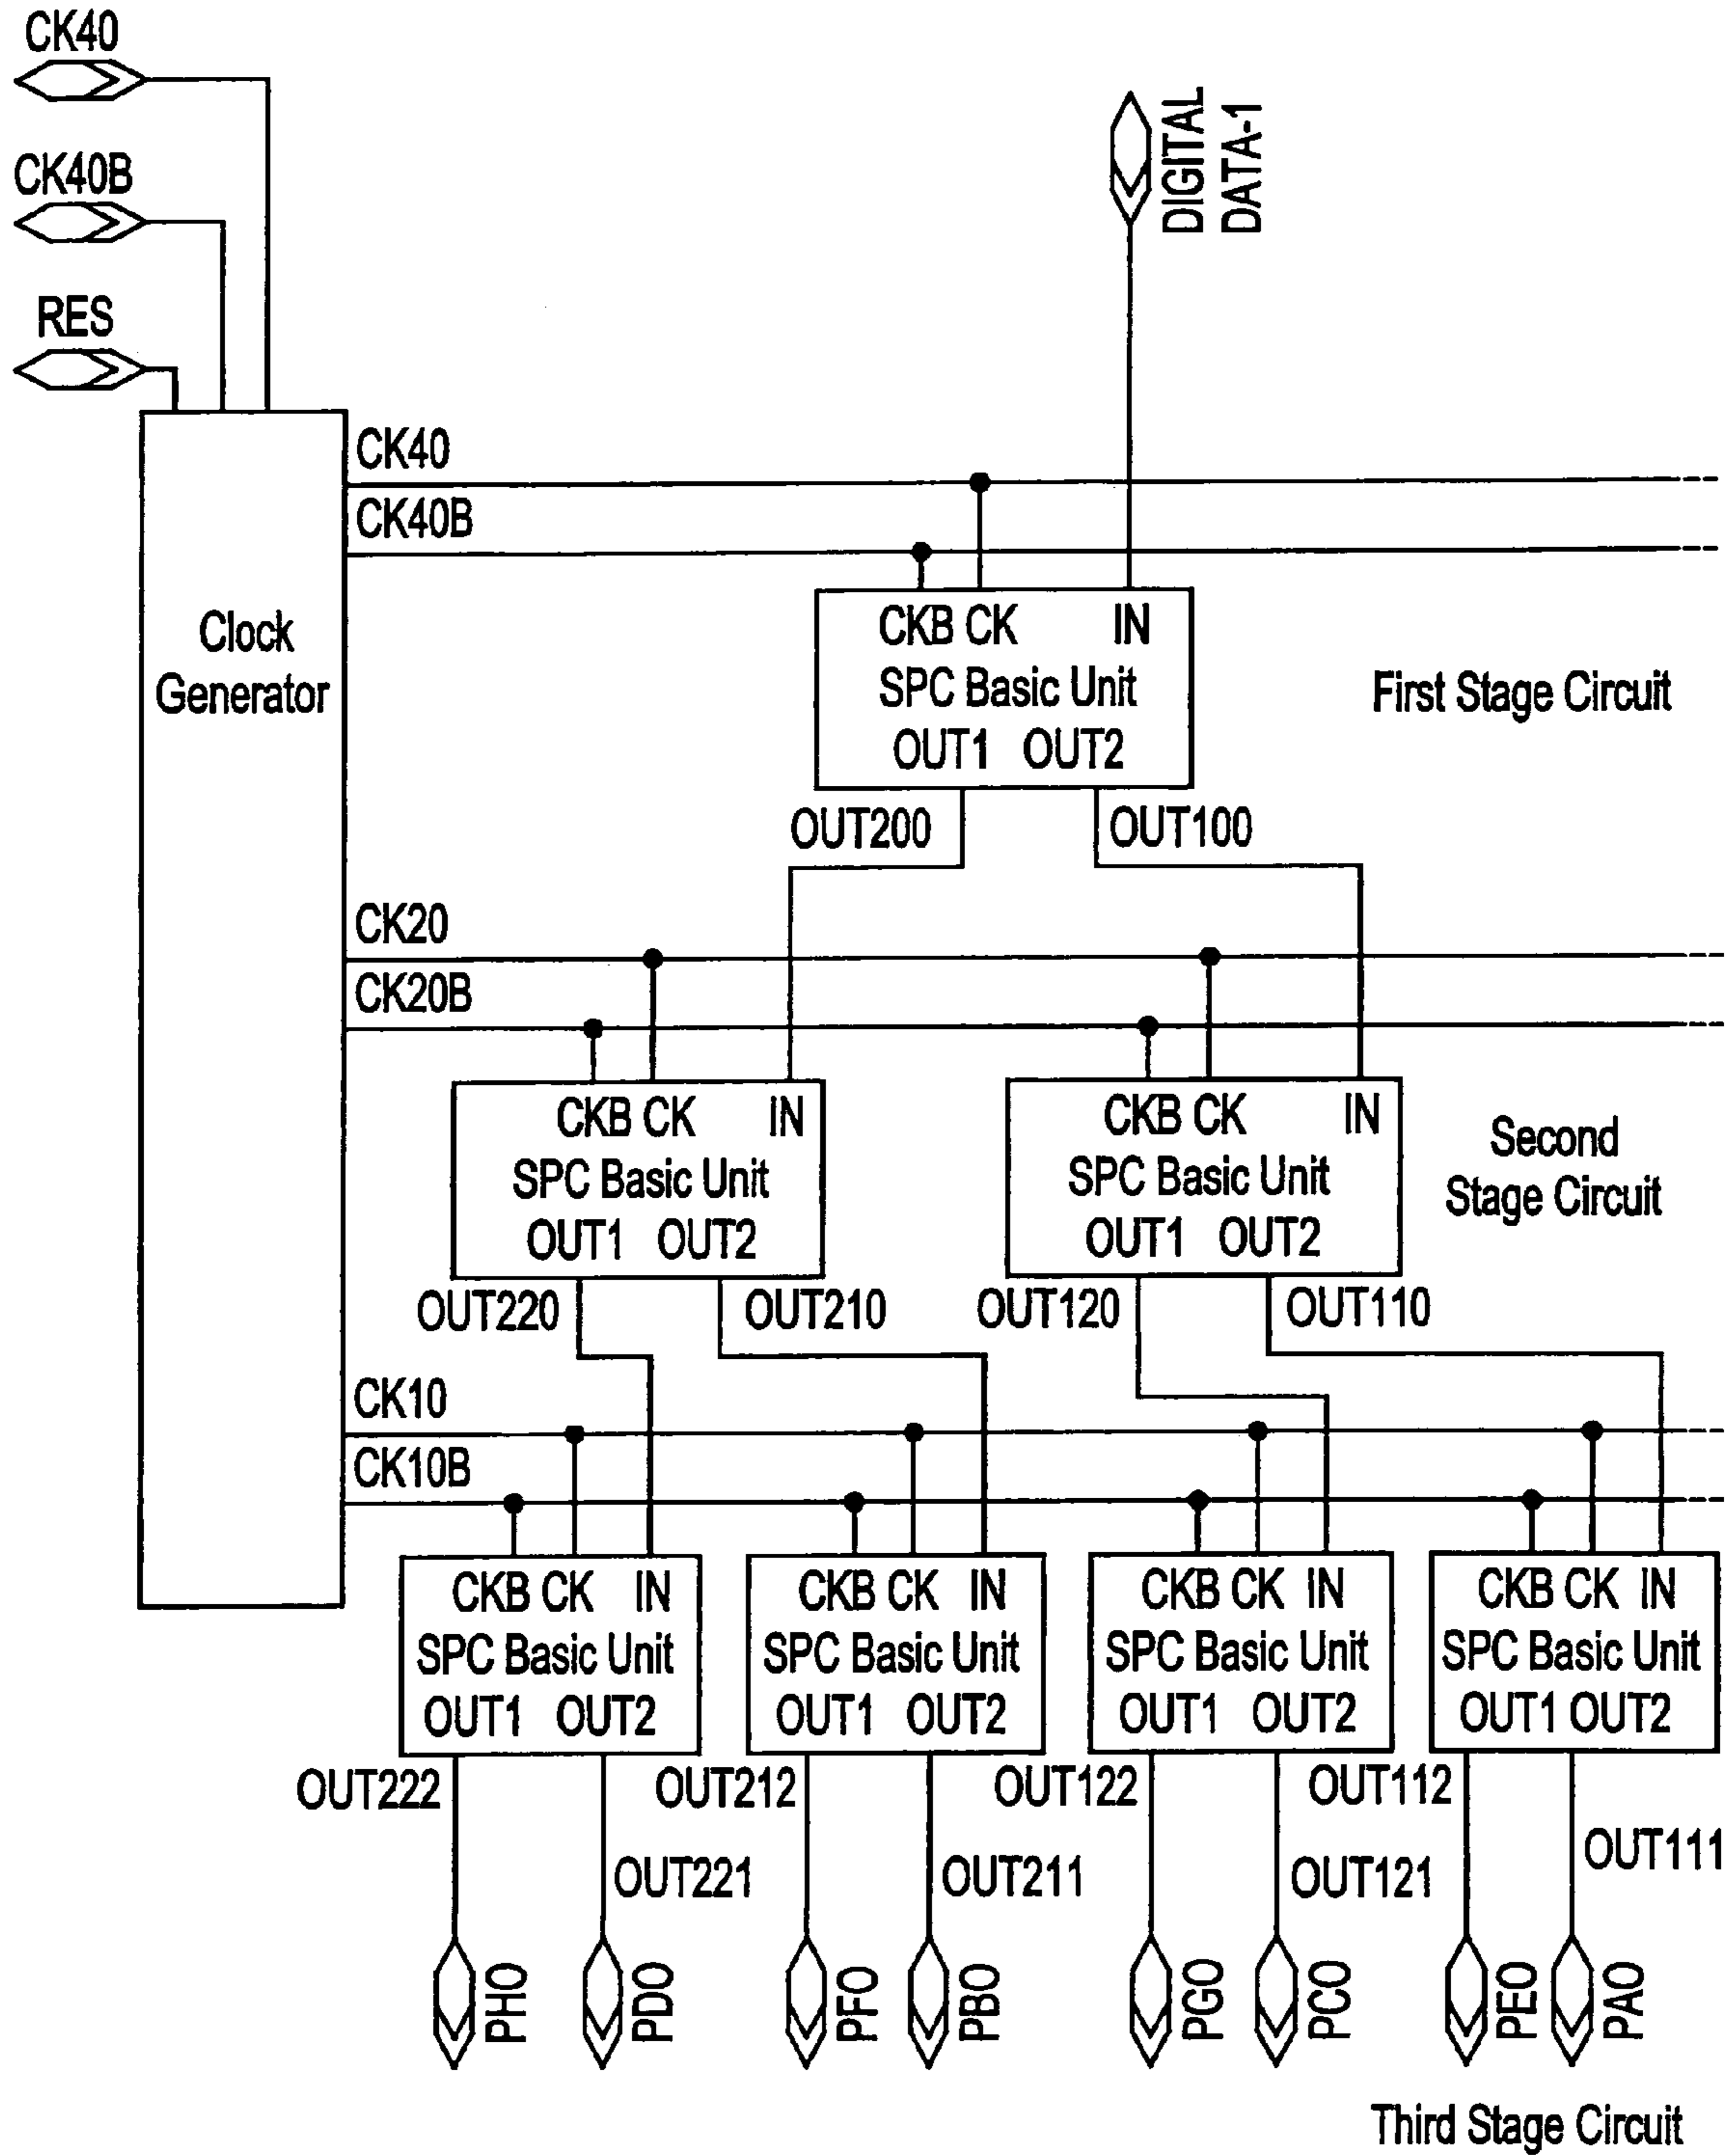 CK40
CK40B
RES
DIGITAL
DATA-1
CK40
CK40B
Clock
Generator
CKB CK IN
SPC Basic Unit
OUT1 OUT2
First Stage Circuit
OUT200
OUT100
CK20
CK20B
CKB CK IN
SPC Basic Unit
OUT1 OUT2
CKB CK IN
SPC Basic Unit
OUT1 OUT2
Second
Stage Circuit
OUT220
OUT210
OUT120
OUT110
CK10
CK10B
CKB CK IN
SPC Basic Unit
OUT1 OUT2
CKB CK IN
SPC Basic Unit
OUT1 OUT2
CKB CK IN
SPC Basic Unit
OUT1 OUT2
CKB CK IN
SPC Basic Unit
OUT1 OUT2
OUT222
OUT212
OUT122
OUT112
OUT221
OUT211
OUT121
OUT111
PHO
PDO
PFO
PBO
PGO
PCO
PEO
PAO
Third Stage Circuit